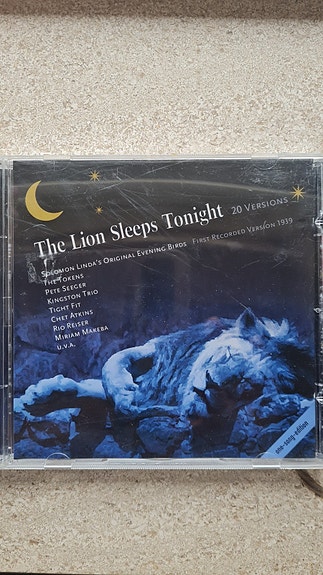 The Lion Sleeps Tonight 20 Versions
Solomon Linda's Original Evening Birds First Recorded Version 1939
The Tokens
Pete Seeger
Kingston Trio
Tight Fit
Chet Atkins
Rio Reiser
Miriam Makeba
u.v.a.
one-song-edition